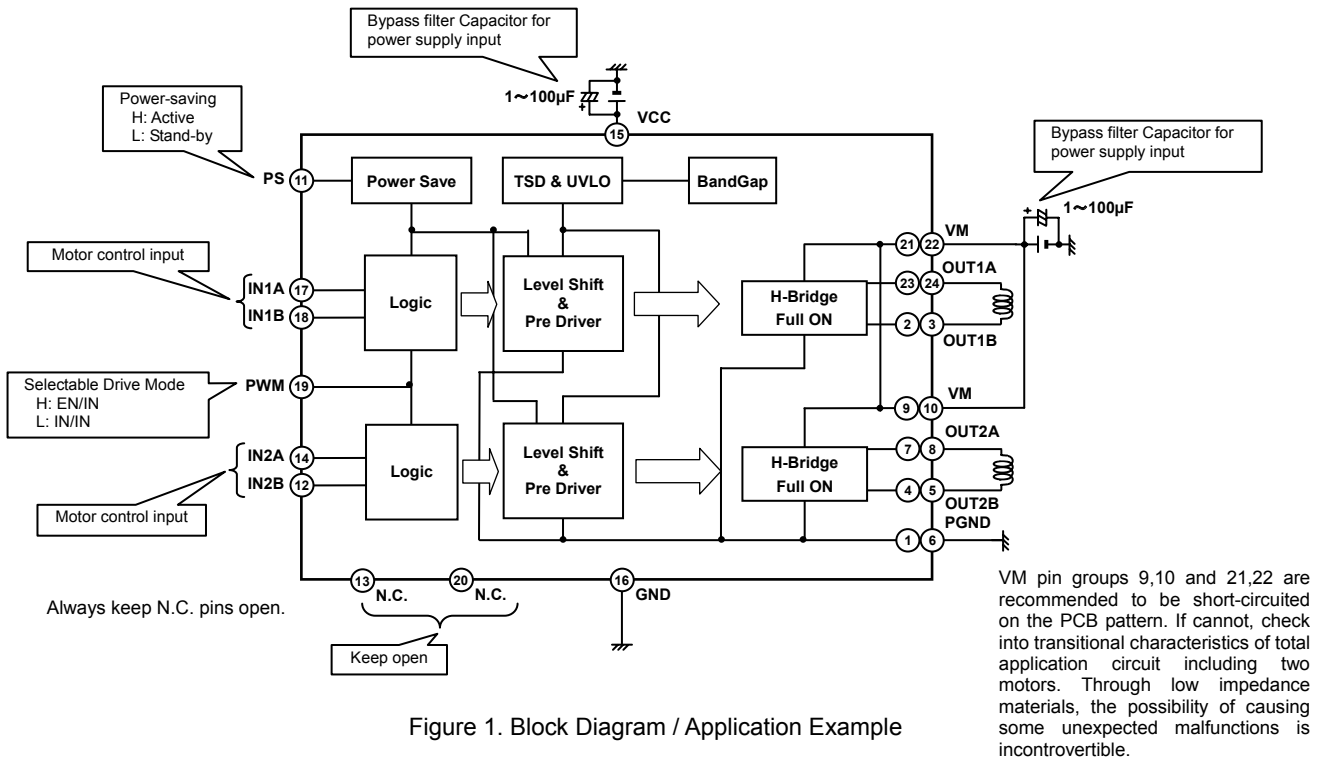 Bypass filter Capacitor for
power supply input
1～100µF
+
VCC
15
Power-saving
H: Active
L: Stand-by
PS 11
Power Save
TSD & UVLO
BandGap
Bypass filter Capacitor for
power supply input
+
1～100µF
Motor control input
IN1A 17
IN1B 18
Logic
Level Shift
&
Pre Driver
H-Bridge
Full ON
21 22 VM
23 24 OUT1A
2 3
OUT1B
Selectable Drive Mode
H: EN/IN
L: IN/IN
PWM 19
IN2A 14
IN2B 12
Motor control input
Logic
Level Shift
&
Pre Driver
H-Bridge
Full ON
VM
9 10
OUT2A
7 8
4 5
OUT2B
PGND
1 6
13 N.C.
20 N.C.
16 GND
Always keep N.C. pins open.
Keep open
VM pin groups 9,10 and 21,22 are
recommended to be short-circuited
on the PCB pattern. If cannot, check
into transitional characteristics of total
application circuit including two
motors. Through low impedance
materials, the possibility of causing
some unexpected malfunctions is
incontrovertible.
Figure 1. Block Diagram / Application Example